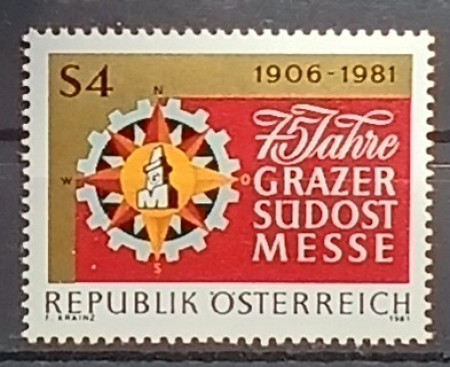 S4
1906-1981
N
W
O
S
M
75 Jahre
GRAZER
SÜDOST
MESSE
REPUBLIK ÖSTERREICH
F. KRAINZ
1981